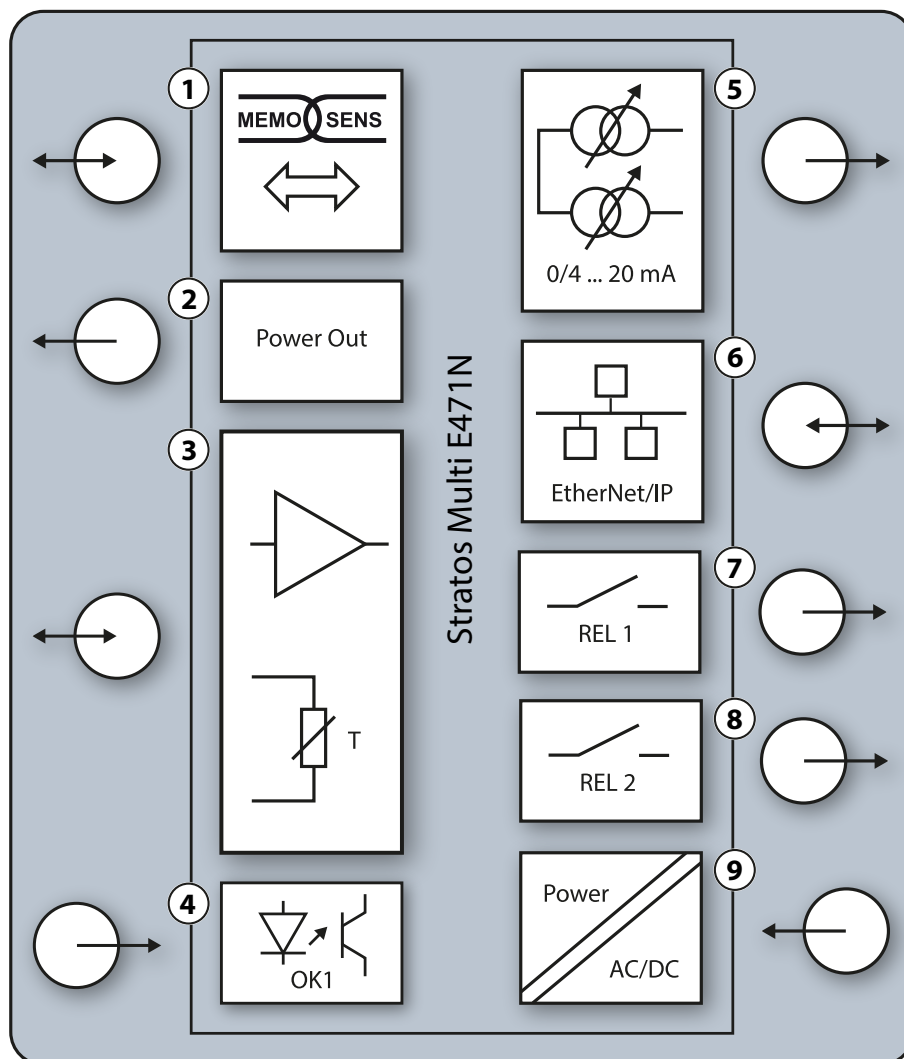 1
MEMO SENS
2
Power Out
3
T
4
OK1
Stratos Multi E471N
5
0/4 ... 20 mA
6
EtherNet/IP
7
REL 1
8
REL 2
9
Power
AC/DC